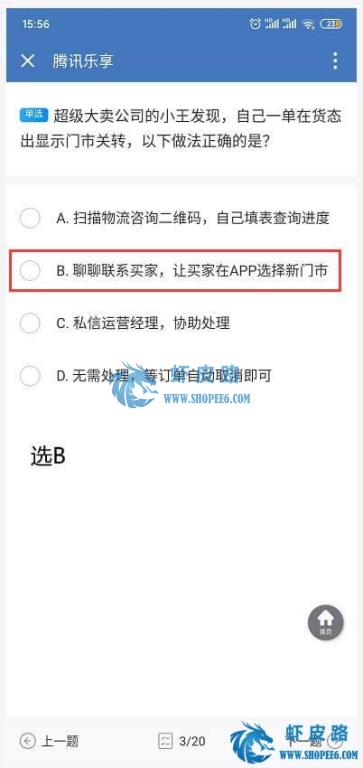 15:56
23
腾讯乐享
单选 超级大卖公司的小王发现，自己一单在货态
出显示门市关转，以下做法正确的是？
A. 扫描物流咨询二维码，自己填表查询进度
B. 聊聊联系买家，让买家在APP选择新门市
C. 私信运营经理，协助处理
D. 无需处理，等订单自动取消即可
虾皮路
WWW.SHOPEE6.COM
选B
首页
上一题
3/20
下一题
虾皮路
WWW.SHOPEE6.COM